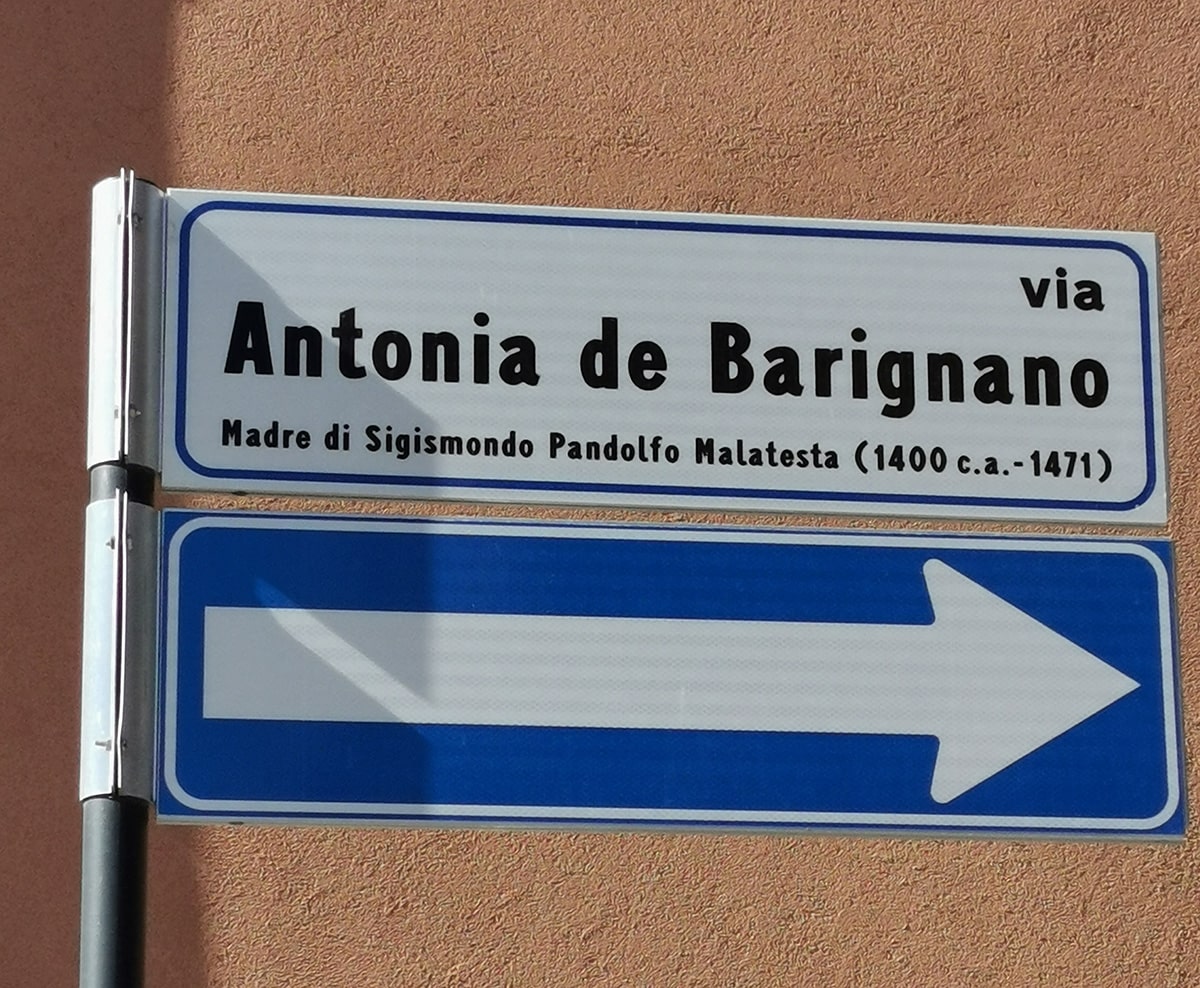 via
Antonia de Barignano
Madre di Sigismondo Pandolfo Malatesta (1400 c.a.-1471)